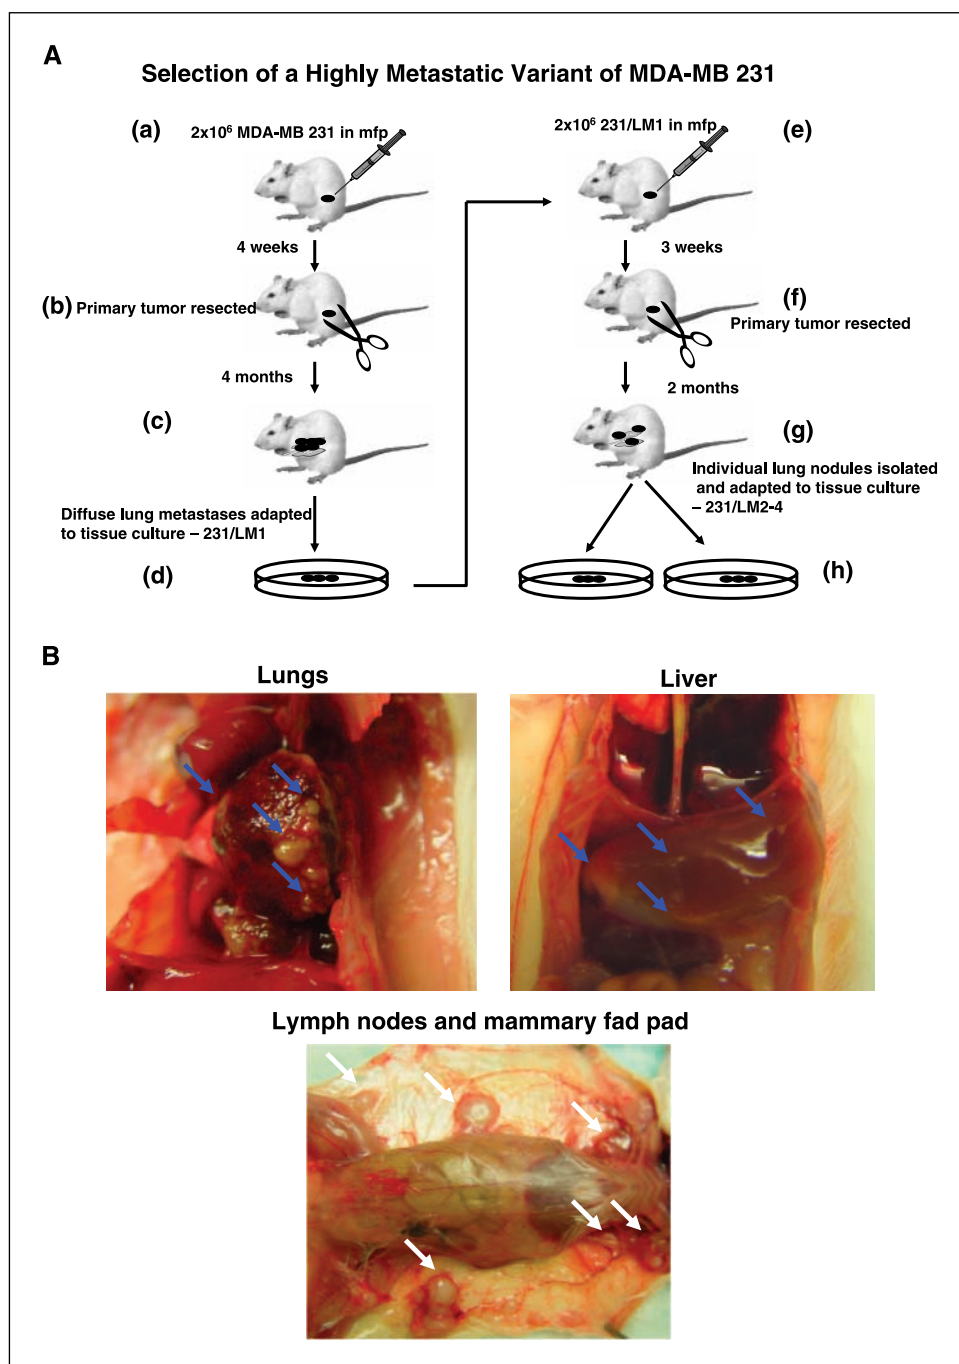 A
Selection of a Highly Metastatic Variant of MDA-MB 231
(a)
2x10⁶ MDA-MB 231 in mfp
4 weeks
(b) Primary tumor resected
4 months
(c)
Diffuse lung metastases adapted
to tissue culture – 231/LM1
(d)
2x10⁶ 231/LM1 in mfp
(e)
3 weeks
(f)
Primary tumor resected
2 months
(g)
Individual lung nodules isolated
and adapted to tissue culture
– 231/LM2-4
(h)
B
Lungs
Liver
Lymph nodes and mammary fad pad